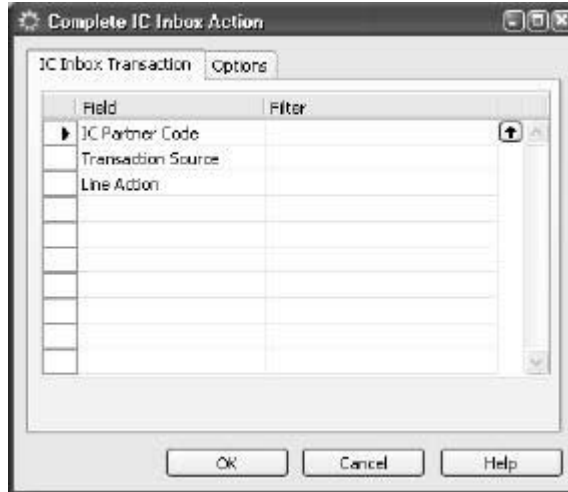 Complete IC Inbox Action
IC Inbox Transaction Options
Field Filter
IC Partner Code
Transaction Source
Line Action
OK Cancel Help